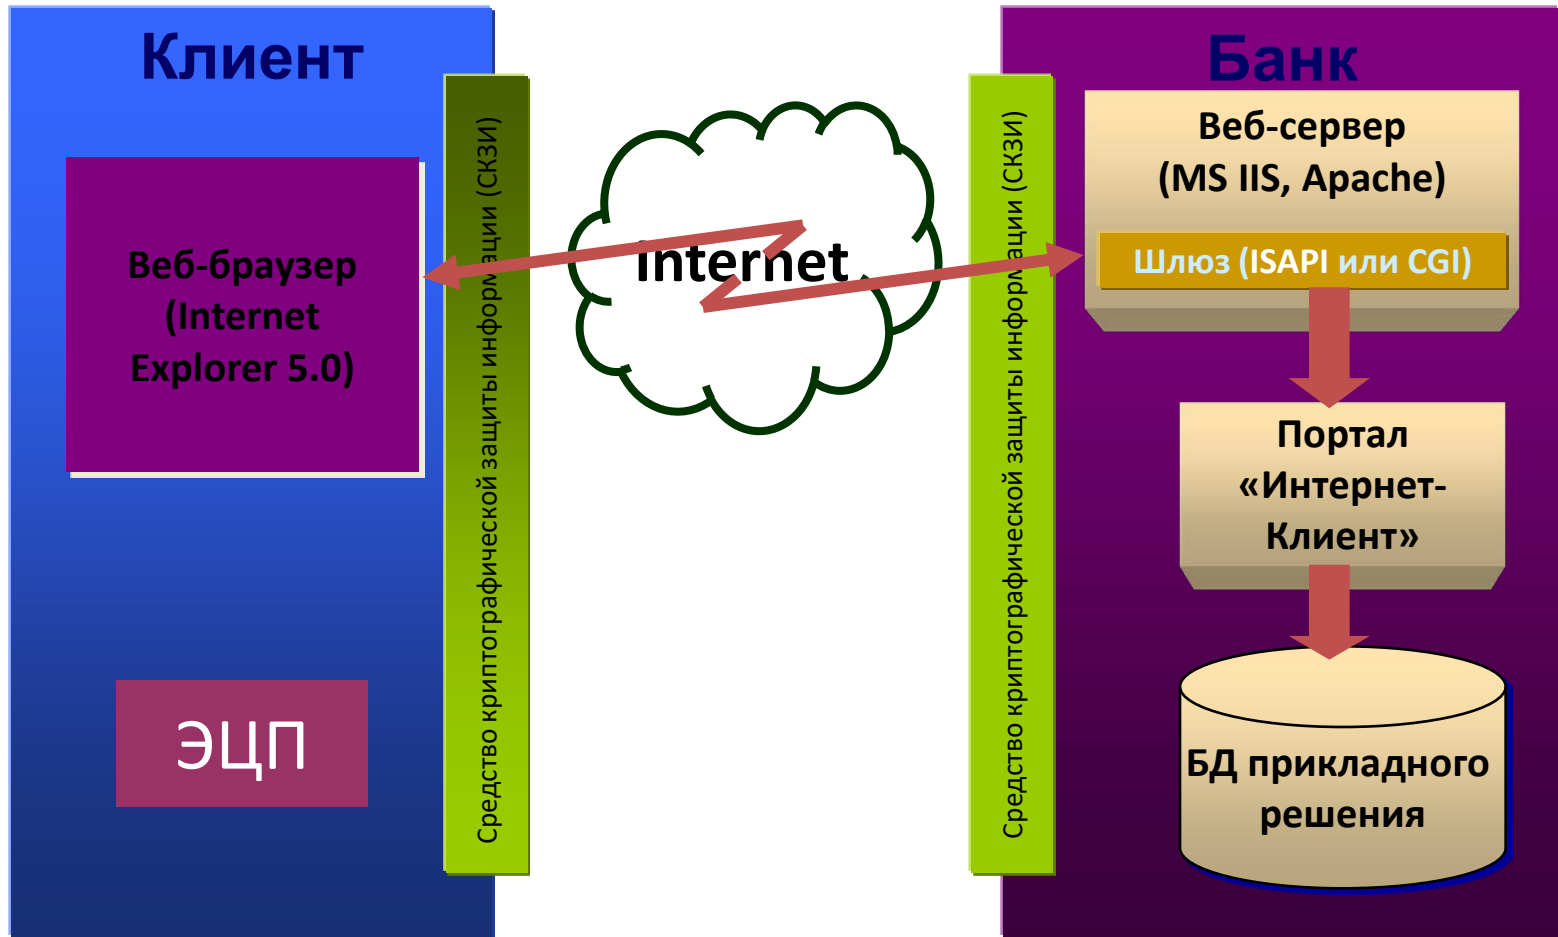 Клиент
Веб-браузер
(Internet
Explorer 5.0)
ЭЦП
Средство криптографической защиты информации (СКЗИ)
Internet
Средство криптографической защиты информации (СКЗИ)
Банк
Веб-сервер
(MS IIS, Apache)
Шлюз (ISAPI или CGI)
Портал
«Интернет-
Клиент»
БД прикладного
решения